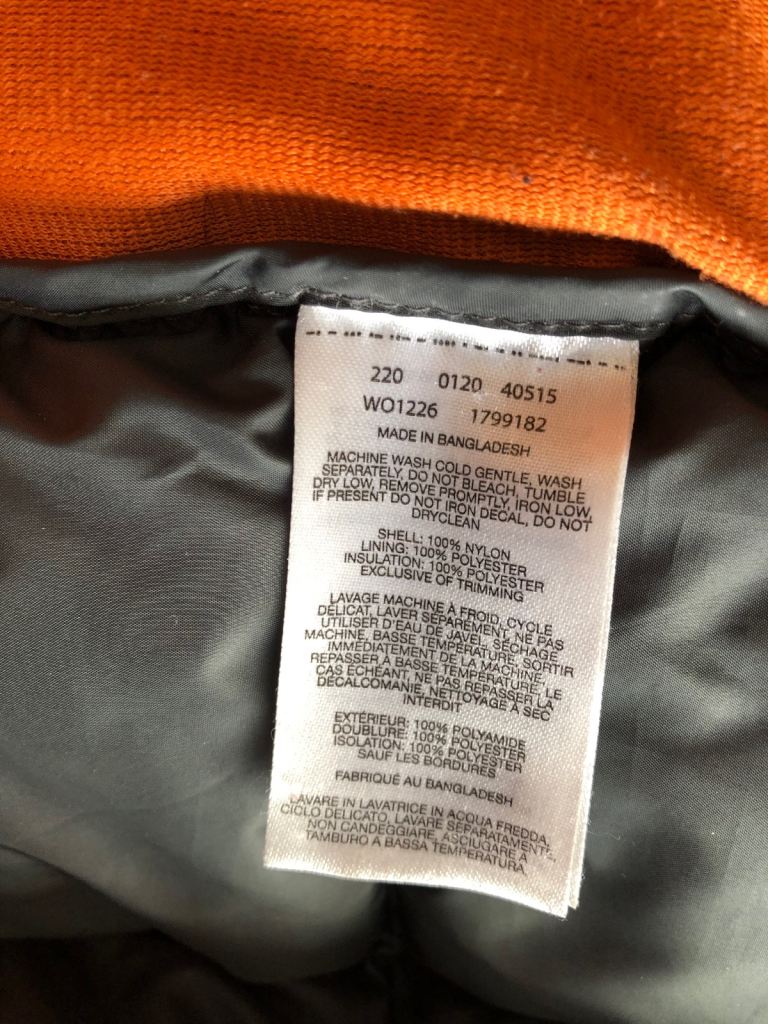 220 0120 40515
WO1226 1799182
MADE IN BANGLADESH
MACHINE WASH COLD GENTLE, WASH
SEPARATELY, DO NOT BLEACH, TUMBLE
DRY LOW, REMOVE PROMPTLY, IRON LOW,
IF PRESENT DO NOT IRON DECAL, DO NOT
DRYCLEAN
SHELL: 100% NYLON
LINING: 100% POLYESTER
INSULATION: 100% POLYESTER
EXCLUSIVE OF TRIMMING
LAVAGE MACHINE À FROID, CYCLE
DÉLICAT, LAVER SÉPARÉMENT, NE PAS
UTILISER D'EAU DE JAVEL, SÉCHAGE
MACHINE, BASSE TEMPÉRATURE, SORTIR
IMMÉDIATEMENT DE LA MACHINE,
REPASSER À BASSE TEMPÉRATURE, LE
CAS ÉCHÉANT, NE PAS REPASSER LA
DÉCALCOMANIE, NETTOYAGE À SEC
INTERDIT
EXTÉRIEUR: 100% POLYAMIDE
DOUBLURE: 100% POLYESTER
ISOLATION: 100% POLYESTER
SAUF LES BORDURES
FABRIQUÉ AU BANGLADESH
LAVARE IN LAVATRICE IN ACQUA FREDDA,
CICLO DELICATO, LAVARE SEPARATAMENTE,
NON CANDEGGIARE, ASCIUGARE A
TAMBURO A BASSA TEMPERATURA,